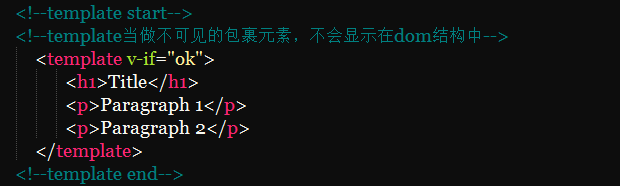 <!--template start-->
<!--template当做不可见的包裹元素，不会显示在dom结构中-->
<template v-if="ok">
<h1>Title</h1>
<p>Paragraph 1</p>
<p>Paragraph 2</p>
</template>
<!--template end-->